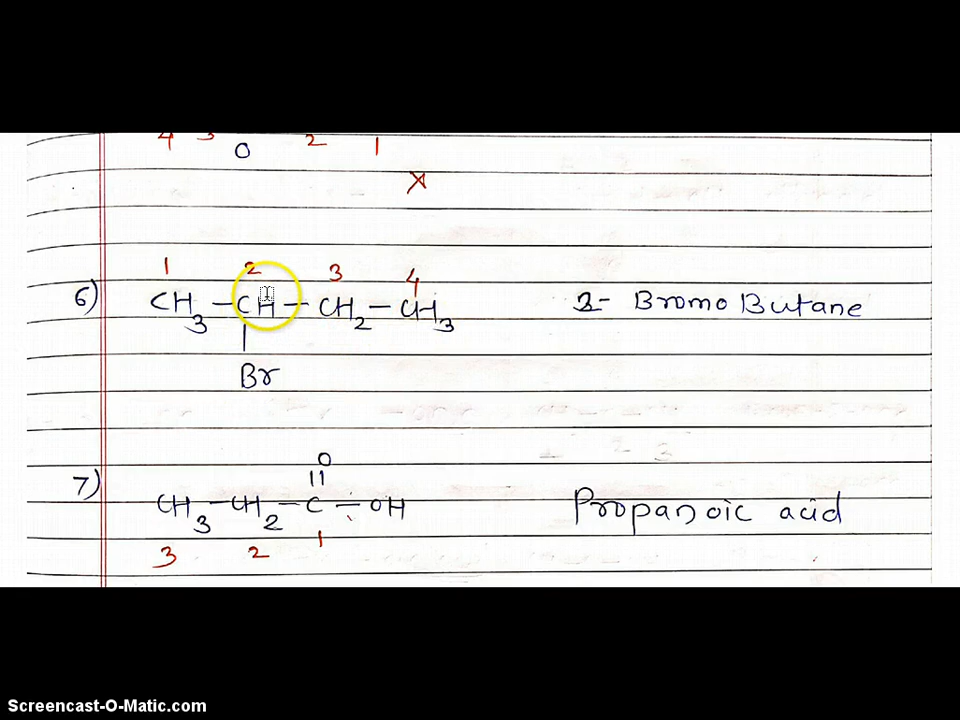 4 3 2 1
O
X
1 2 3 4
6) CH3 - CH - CH2 - CH3 2- Bromo Butane
|
Br
O
||
7) CH3 - CH2 - C - OH Propanoic acid
3 2 1
Screencast-O-Matic.com